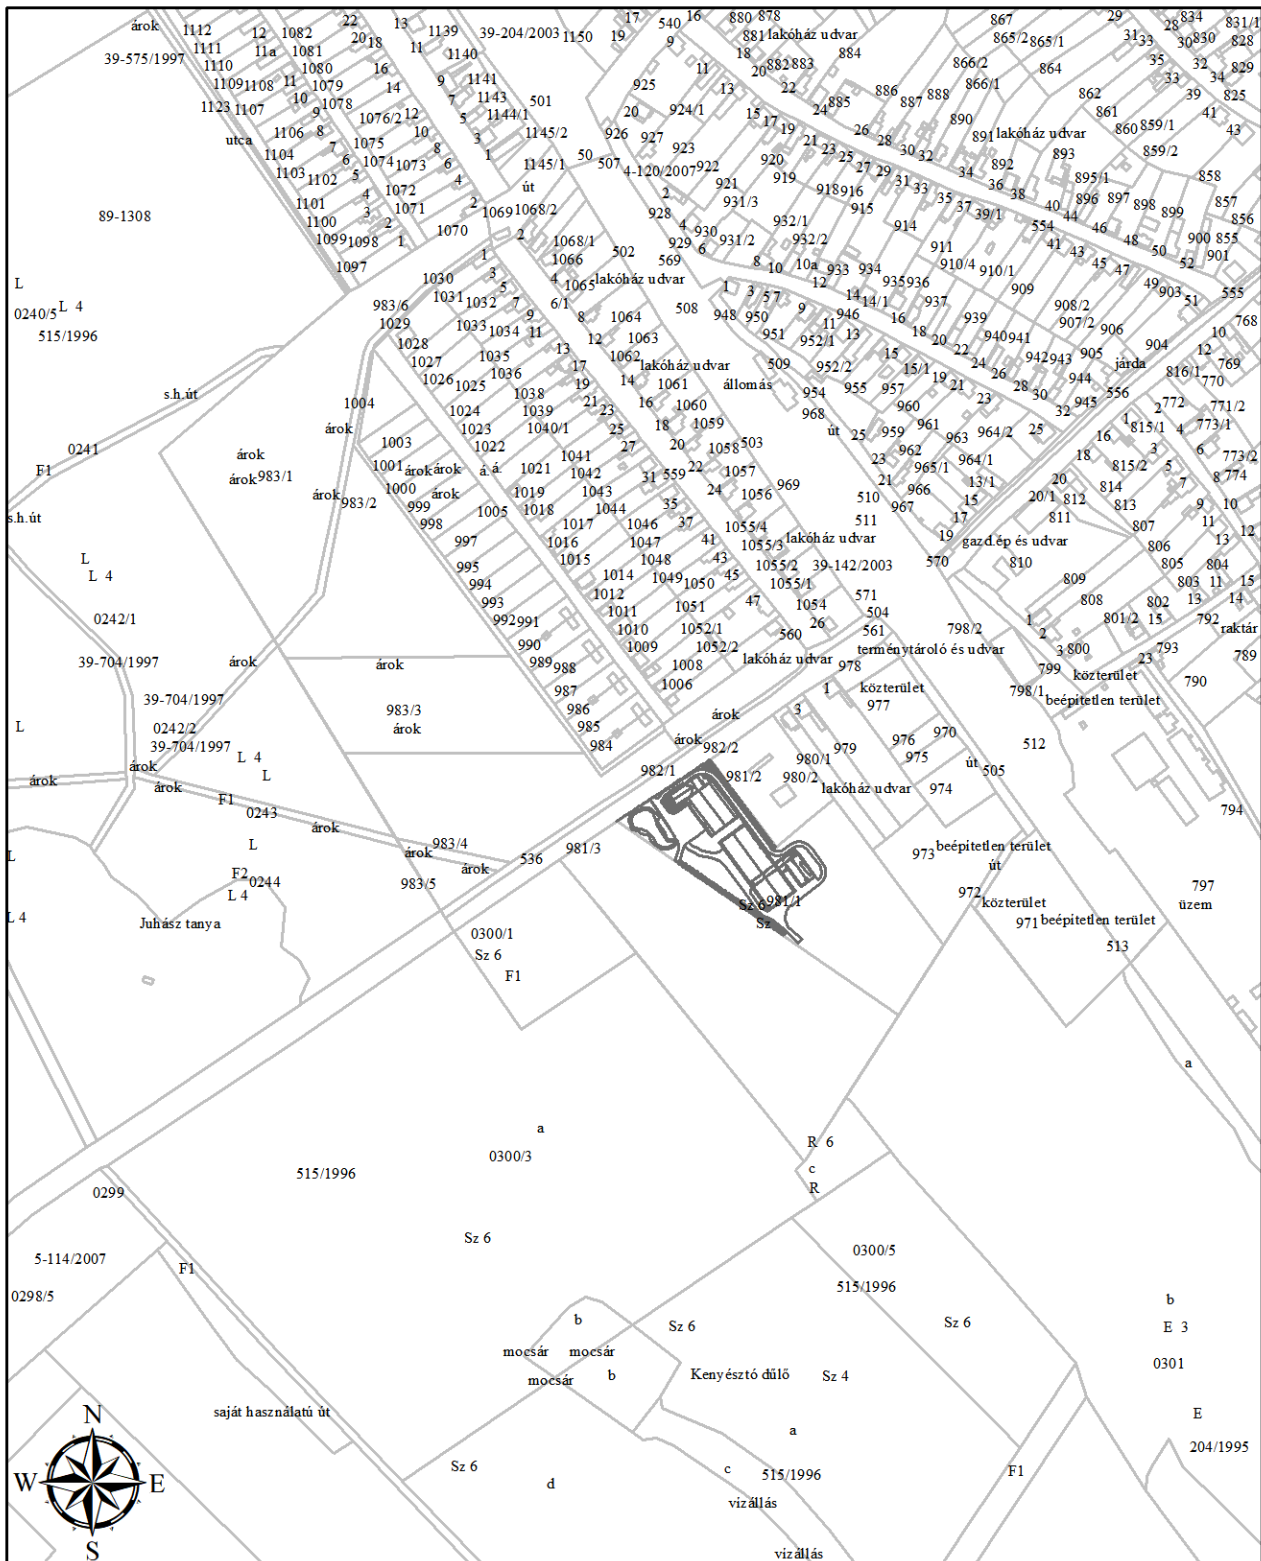 árok 1112 12 1082 22 13 1139 39-204/2003 1150 17 540 16 880 878 867 29 28 834 831/1
39-575/1997 1111 11a 1081 20 18 11 1140 19 9 881 lakóház udvar 884 865/2 865/1 31 33 30 830 828
1110 1080 16 9 1141 925 11 18 20 882 883 866/2 864 35 32 829
1109 1108 11 1079 14 7 1143 501 13 22 886 888 866/1 862 33 34 825
1123 1107 10 1078 1076/2 12 5 1144/1 20 924/1 15 24 885 887 890 861 39 41
utca 1106 9 8 10 3 1145/2 926 927 17 19 26 28 891 lakóház udvar 860 859/1 43
1104 7 1075 8 1 50 923 21 23 25 30 32 892 893 859/2
1103 1102 6 1074 1073 6 1145/1 507 4-120/2007 922 920 27 29 34 895/1 858
5 4 út 2 921 919 918 916 31 33 36 38 896 897 898 857
89-1308 1101 4 1072 2 1069 1068/2 928 931/3 915 35 37 39/1 40 44 899 856
1100 3 1071 4 930 932/1 914 554 46
1099 1098 2 1 1070 2 1068/1 502 929 6 931/2 932/2 911 41 43 48 50 900 855
1097 1 1066 569 8 10 10a 933 934 910/4 910/1 45 47 52 901
L 1030 3 5 4 1065 lakóház udvar 1 3 5 7 12 935 936 909 49 903 51 555
0240/5 L 4 983/6 1031 1032 7 6/1 508 948 950 9 14 14/1 937 908/2 768
515/1996 1029 1033 1034 9 11 8 1064 951 11 946 16 939 907/2 906 10
1028 13 12 1063 952/1 13 18 940 941 905 904 12
1027 1035 17 1062 lakóház udvar 509 952/2 15 20 22 942 943 járda 816/1 769
s.h.út 1026 1025 1036 19 14 1061 állomás 954 955 15/1 19 24 26 944 556 770
1004 1038 21 16 1060 968 957 21 23 28 30 945 2 772 771/2
1024 1039 23 18 1059 út 960 32 1 815/1 4 773/1
0241 árok 1003 1023 1040/1 25 20 1058 503 25 959 961 963 964/2 25 16 3 6
F1 árok 1022 27 22 23 962 964/1 18 815/2 5 773/2
árok 983/1 1001 árok árok á. á. 1021 1041 31 559 1057 969 21 965/1 13/1 20 814 7 8 774
árok 983/2 1000 árok 1019 1042 24 1056 510 966 15 20/1 812 813 9 10
s.h.út 999 1005 1018 1043 35 511 967 17 811 807 11 12
998 1017 1044 37 1055/4 19 gazd.ép és udvar 806 13
L 997 1016 1046 41 1055/3 lakóház udvar 570 810 805 804
L 4 995 1015 1047 43 1055/2 39-142/2003 809 803 11 15
994 1014 1048 1049 1050 45 1055/1 571 808 802 13 14
0242/1 993 1012 1051 47 1054 504 1 801/2 15 792
992 991 1011 1052/1 560 26 561 798/2 2 raktár
39-704/1997 árok árok 990 1010 1052/2 terménytároló és udvar 3 800 793 789
989 988 1009 1008 lakóház udvar 978 799 23
39-704/1997 987 1006 1 közterület 798/1 közterület 790
L 0242/2 983/3 986 árok 3 977 beépítetlen terület
39-704/1997 árok 985 árok 979 976 970 512
L 4 984 982/2 980/1 975 út
árok árok L 982/1 981/2 980/2 lakóház udvar 974 505
árok F1 0243 794
árok
L L 983/4 536 981/3 973 beépítetlen terület
árok út
F2 0244 983/5 árok 797
L 4 972 közterület üzem
L 4 Juhász tanya 0300/1 Sz 6 981/1 971 beépítetlen terület
Sz 6 Sz 513
F1
a
a R 6
0300/3 c
515/1996 R
0299
Sz 6
5-114/2007 0300/5
F1
0298/5 515/1996 b
b Sz 6 Sz 6 E 3
mocsár mocsár
mocsár b Kenyésztó dűlő Sz 4 0301
saját használatú út E
N a 204/1995
Sz 6 c 515/1996 F1
W E d
vízállás
S vízállás